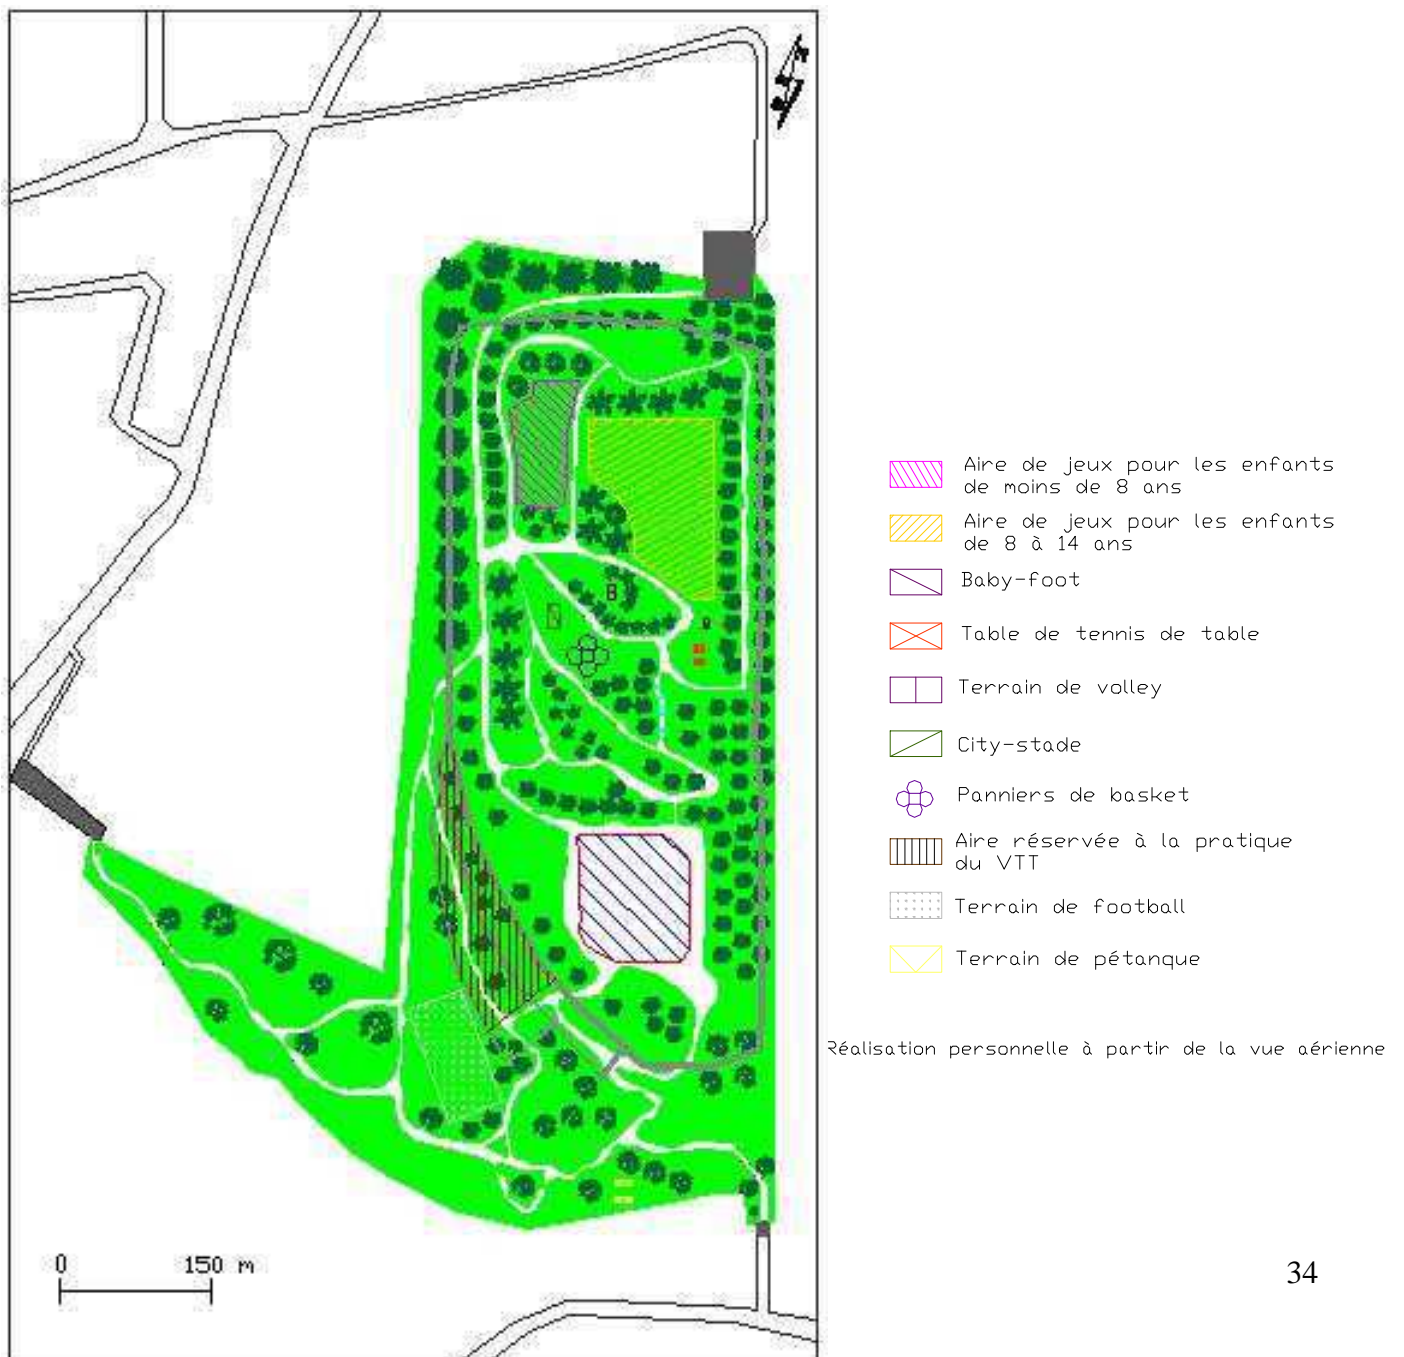 Aire de jeux pour les enfants
de moins de 8 ans
Aire de jeux pour les enfants
de 8 à 14 ans
Baby-foot
Table de tennis de table
Terrain de volley
City-stade
Panniers de basket
Aire réservée à la pratique
du VTT
Terrain de football
Terrain de pétanque
Réalisation personnelle à partir de la vue aérienne
0 150 m
34